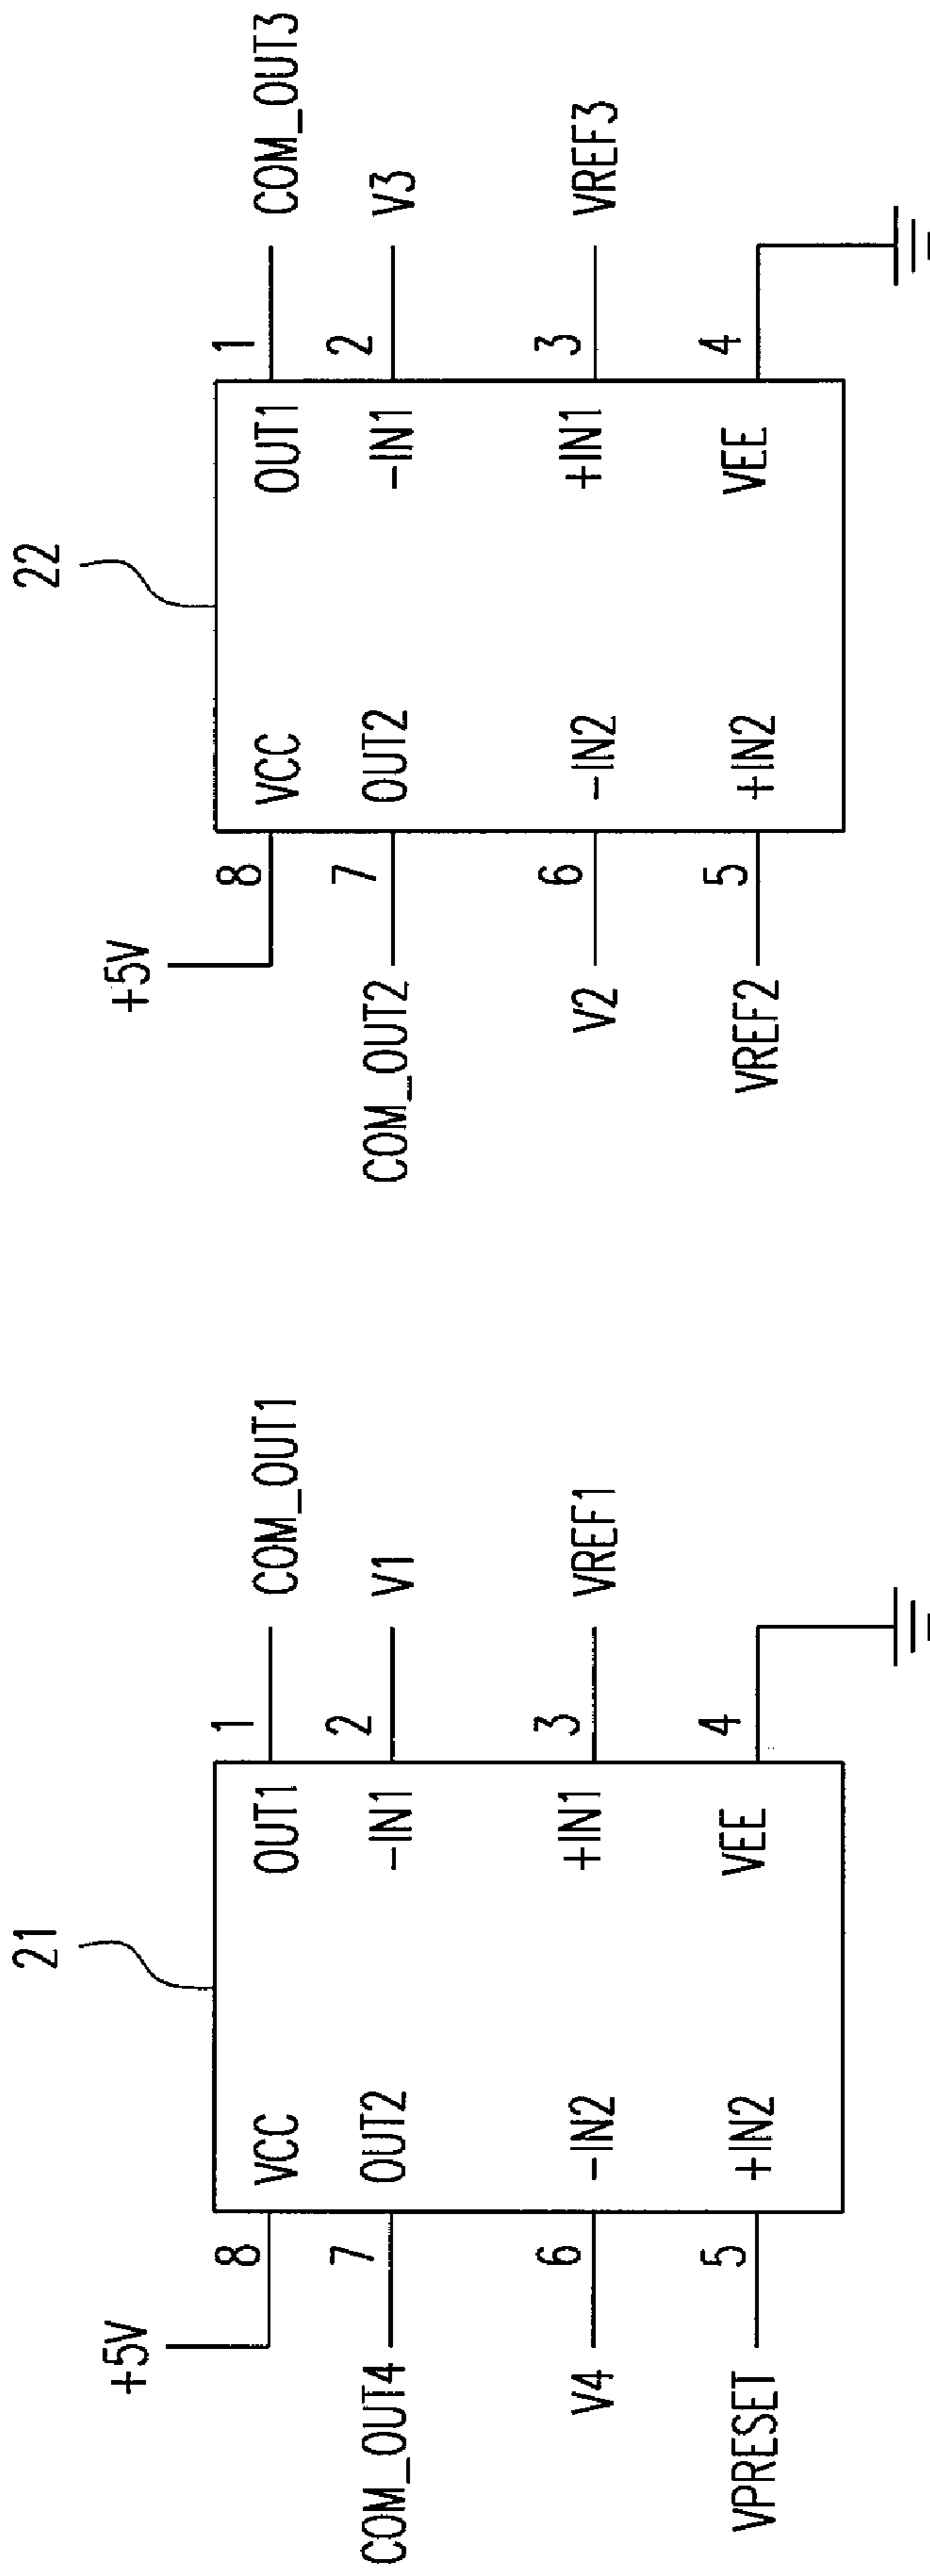 21
+5V
8
VCC
OUT1
1
COM_OUT1
COM_OUT4
7
OUT2
-IN1
2
V1
V4
6
-IN2
+IN1
3
VREF1
VPRESET
5
+IN2
VEE
4
22
+5V
8
VCC
OUT1
1
COM_OUT3
COM_OUT2
7
OUT2
-IN1
2
V3
V2
6
-IN2
+IN1
3
VREF3
VREF2
5
+IN2
VEE
4